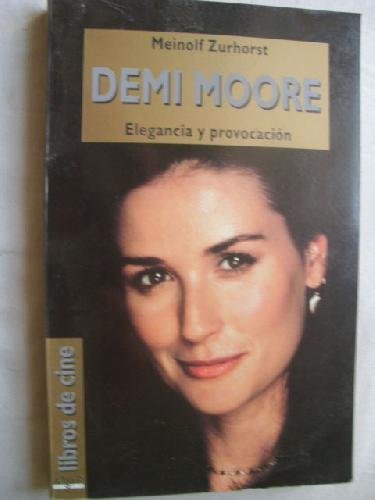 Meinolf Zurhorst
DEMI MOORE
Elegancia y provocación
libros de cine